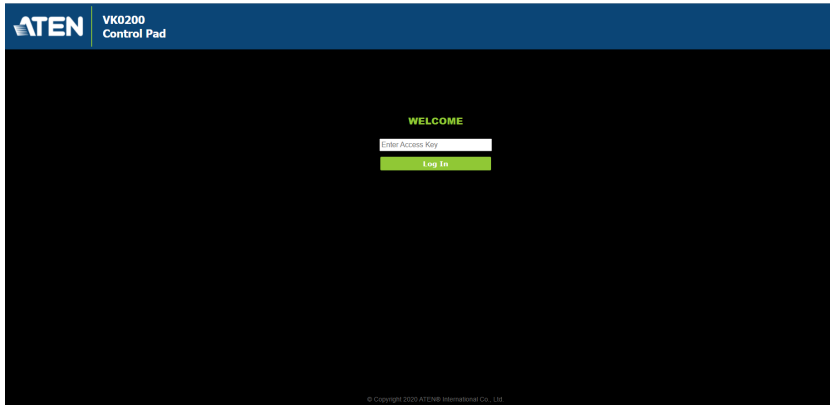 ATEN
VK0200
Control Pad
WELCOME
Enter Access Key
Log In
© Copyright 2020 ATEN® International Co., Ltd.